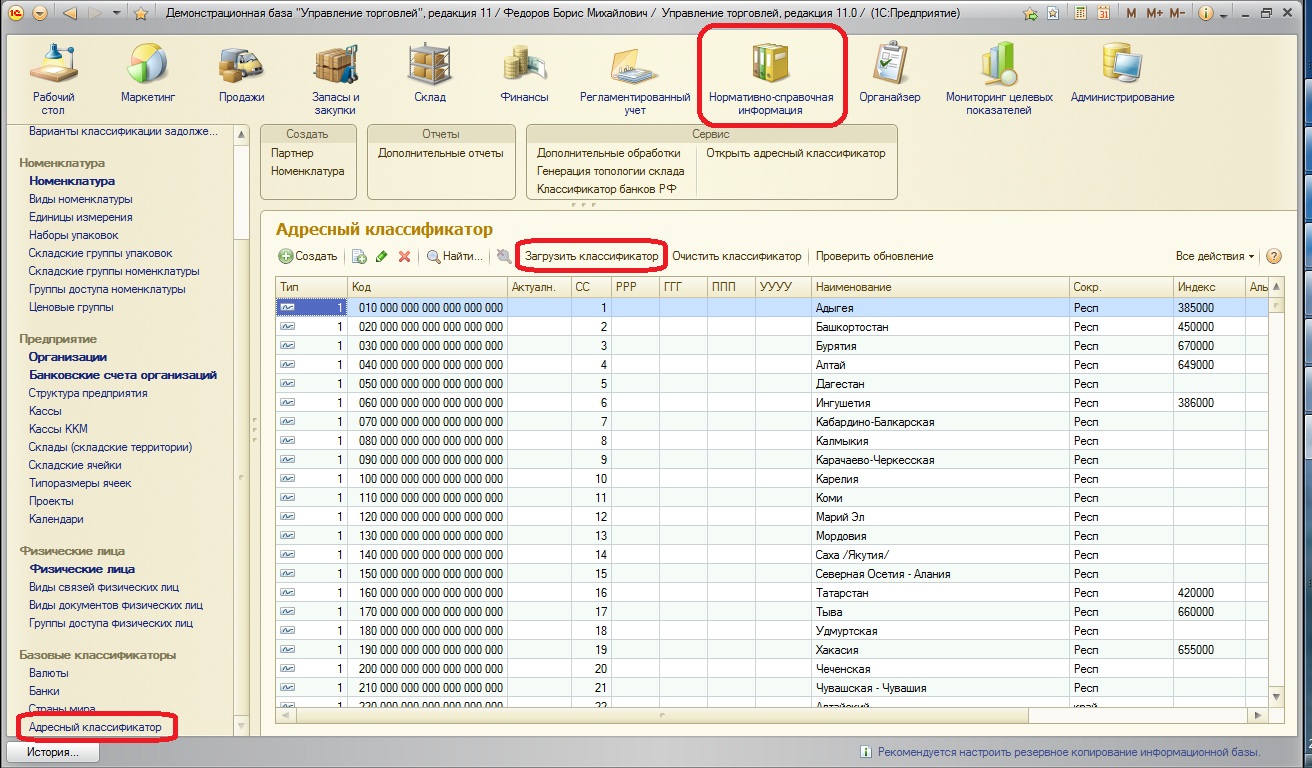 Демонстрационная база "Управление торговлей", редакция 11 / Федоров Борис Михайлович / Управление торговлей, редакция 11.0 / (1С:Предприятие)
M M+ M-
Рабочий стол
Маркетинг
Продажи
Запасы и закупки
Склад
Финансы
Регламентированный учет
Нормативно-справочная информация
Органайзер
Мониторинг целевых показателей
Администрирование
Варианты классификации задолже...
Номенклатура
Номенклатура
Виды номенклатуры
Единицы измерения
Наборы упаковок
Складские группы упаковок
Складские группы номенклатуры
Группы доступа номенклатуры
Ценовые группы
Предприятие
Организации
Банковские счета организаций
Структура предприятия
Кассы
Кассы ККМ
Склады (складские территории)
Складские ячейки
Типоразмеры ячеек
Проекты
Календари
Физические лица
Физические лица
Виды связей физических лиц
Виды документов физических лиц
Группы доступа физических лиц
Базовые классификаторы
Валюты
Банки
Страны мира
Адресный классификатор
История...
Создать
Партнер
Номенклатура
Отчеты
Дополнительные отчеты
Сервис
Дополнительные обработки
Генерация топологии склада
Классификатор банков РФ
Открыть адресный классификатор
Адресный классификатор
Создать Найти... Загрузить классификатор Очистить классификатор Проверить обновление Все действия
Тип Код Актуалн. СС РРР ГГГ ППП УУУУ Наименование Сокр. Индекс Аль
1 010 000 000 000 000 000 000 1 Адыгея Респ 385000
1 020 000 000 000 000 000 000 2 Башкортостан Респ 450000
1 030 000 000 000 000 000 000 3 Бурятия Респ 670000
1 040 000 000 000 000 000 000 4 Алтай Респ 649000
1 050 000 000 000 000 000 000 5 Дагестан Респ
1 060 000 000 000 000 000 000 6 Ингушетия Респ 386000
1 070 000 000 000 000 000 000 7 Кабардино-Балкарская Респ
1 080 000 000 000 000 000 000 8 Калмыкия Респ
1 090 000 000 000 000 000 000 9 Карачаево-Черкесская Респ
1 100 000 000 000 000 000 000 10 Карелия Респ
1 110 000 000 000 000 000 000 11 Коми Респ
1 120 000 000 000 000 000 000 12 Марий Эл Респ
1 130 000 000 000 000 000 000 13 Мордовия Респ
1 140 000 000 000 000 000 000 14 Саха /Якутия/ Респ
1 150 000 000 000 000 000 000 15 Северная Осетия - Алания Респ
1 160 000 000 000 000 000 000 16 Татарстан Респ 420000
1 170 000 000 000 000 000 000 17 Тыва Респ 660000
1 180 000 000 000 000 000 000 18 Удмуртская Респ
1 190 000 000 000 000 000 000 19 Хакасия Респ 655000
1 200 000 000 000 000 000 000 20 Чеченская Респ
1 210 000 000 000 000 000 000 21 Чувашская - Чувашия Респ
1 220 000 000 000 000 000 000 22 Алтайский край
Рекомендуется настроить резервное копирование информационной базы.